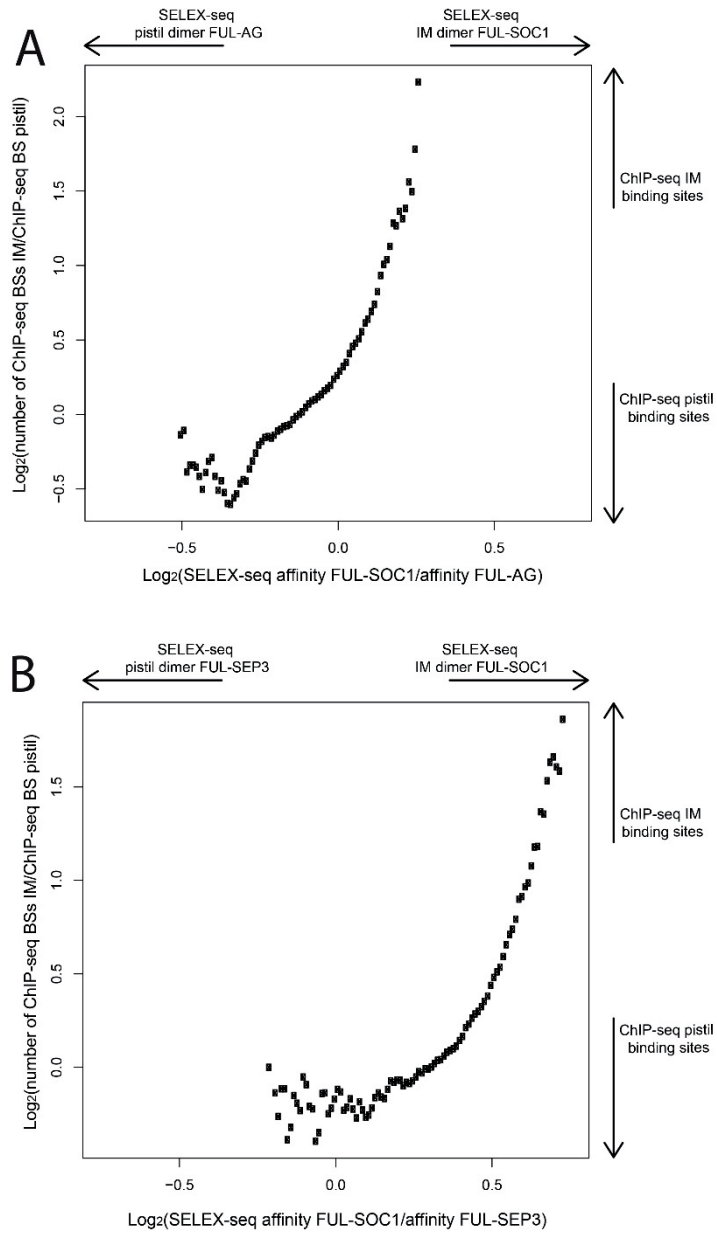 A
SELEX-seq
pistil dimer FUL-AG
SELEX-seq
IM dimer FUL-SOC1
Log2(number of ChIP-seq BSs IM/ChIP-seq BS pistil)
2.0
1.5
1.0
0.5
0.0
−0.5
ChIP-seq IM
binding sites
ChIP-seq pistil
binding sites
−0.5
0.0
0.5
Log2(SELEX-seq affinity FUL-SOC1/affinity FUL-AG)
B
SELEX-seq
pistil dimer FUL-SEP3
SELEX-seq
IM dimer FUL-SOC1
Log2(number of ChIP-seq BSs IM/ChIP-seq BS pistil)
1.5
1.0
0.5
0.0
ChIP-seq IM
binding sites
ChIP-seq pistil
binding sites
−0.5
0.0
0.5
Log2(SELEX-seq affinity FUL-SOC1/affinity FUL-SEP3)